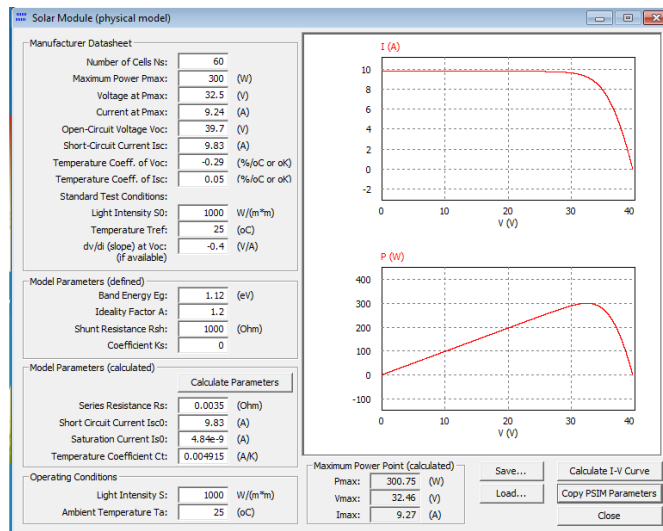 Solar Module (physical model)
Manufacturer Datasheet
Number of Cells Ns: 60
Maximum Power Pmax: 300 (W)
Voltage at Pmax: 32.5 (V)
Current at Pmax: 9.24 (A)
Open-Circuit Voltage Voc: 39.7 (V)
Short-Circuit Current Isc: 9.83 (A)
Temperature Coeff. of Voc: -0.29 (%/oC or oK)
Temperature Coeff. of Isc: 0.05 (%/oC or oK)
Standard Test Conditions:
Light Intensity S0: 1000 W/(m*m)
Temperature Tref: 25 (oC)
dv/di (slope) at Voc: -0.4 (V/A)
(if available)
Model Parameters (defined)
Band Energy Eg: 1.12 (eV)
Ideality Factor A: 1.2
Shunt Resistance Rsh: 1000 (Ohm)
Coefficient Ks: 0
Model Parameters (calculated)
Calculate Parameters
Series Resistance Rs: 0.0035 (Ohm)
Short Circuit Current Isc0: 9.83 (A)
Saturation Current Is0: 4.84e-9 (A)
Temperature Coefficient Ct: 0.004915 (A/K)
Operating Conditions
Light Intensity S: 1000 W/(m*m)
Ambient Temperature Ta: 25 (oC)
I (A)
10
8
6
4
2
0
-2
0 10 20 30 40
V (V)
P (W)
400
300
200
100
0
-100
0 10 20 30 40
V (V)
Maximum Power Point (calculated)
Pmax: 300.75 (W)
Vmax: 32.46 (V)
Imax: 9.27 (A)
Save...
Load...
Calculate I-V Curve
Copy PSIM Parameters
Close